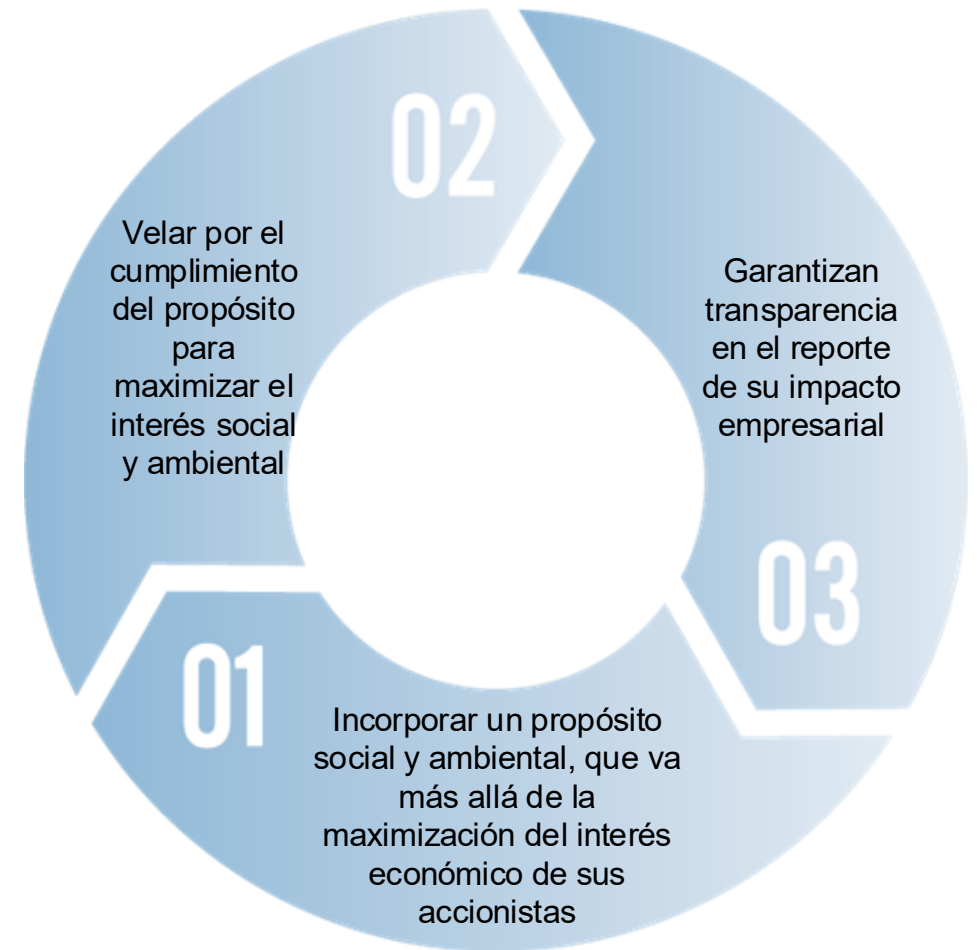 02
Velar por el
cumplimiento
del propósito
para
maximizar el
interés social
y ambiental
Garantizan
transparencia
en el reporte
de su impacto
empresarial
03
01
Incorporar un propósito
social y ambiental, que va
más allá de la
maximización del interés
económico de sus
accionistas